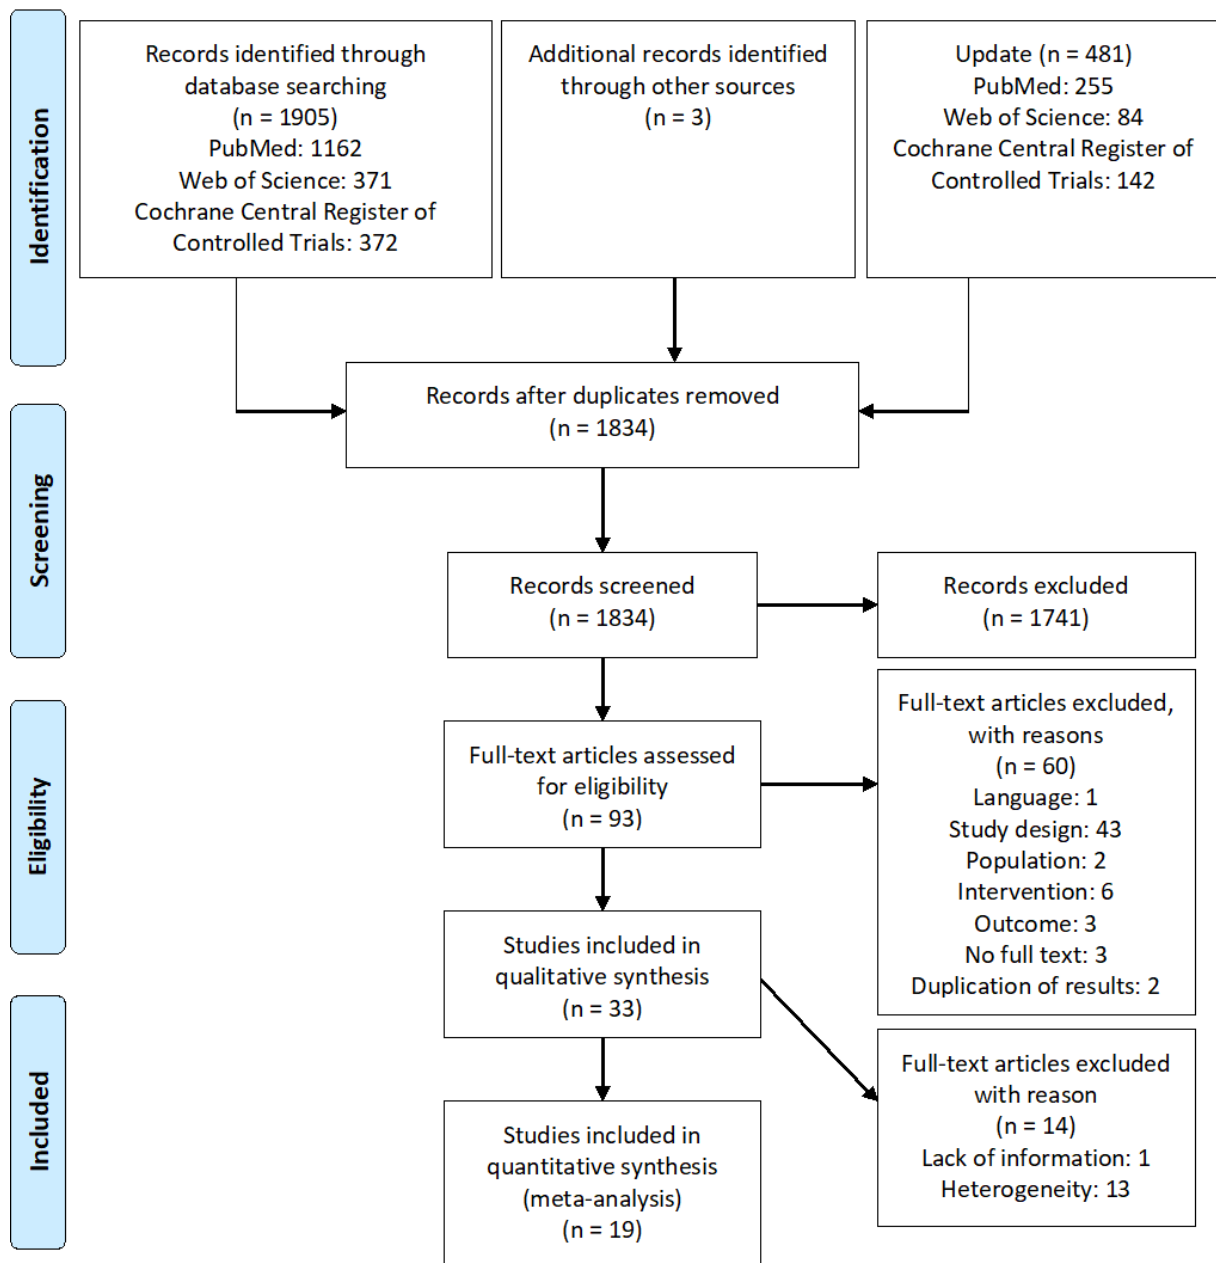 Identification
Records identified through
database searching
(n = 1905)
PubMed: 1162
Web of Science: 371
Cochrane Central Register of
Controlled Trials: 372
Additional records identified
through other sources
(n = 3)
Update (n = 481)
PubMed: 255
Web of Science: 84
Cochrane Central Register of
Controlled Trials: 142
Records after duplicates removed
(n = 1834)
Screening
Records screened
(n = 1834)
Records excluded
(n = 1741)
Eligibility
Full-text articles assessed
for eligibility
(n = 93)
Full-text articles excluded,
with reasons
(n = 60)
Language: 1
Study design: 43
Population: 2
Intervention: 6
Outcome: 3
No full text: 3
Duplication of results: 2
Studies included in
qualitative synthesis
(n = 33)
Included
Full-text articles excluded
with reason
(n = 14)
Lack of information: 1
Heterogeneity: 13
Studies included in
quantitative synthesis
(meta-analysis)
(n = 19)